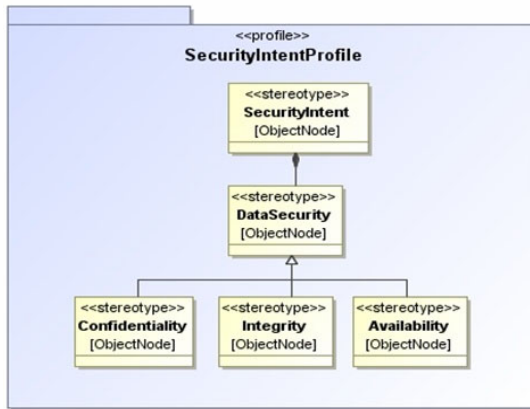 <<profile>>
SecurityIntentProfile
<<stereotype>>
SecurityIntent
[ObjectNode]
<<stereotype>>
DataSecurity
[ObjectNode]
<<stereotype>>
Confidentiality
[ObjectNode]
<<stereotype>>
Integrity
[ObjectNode]
<<stereotype>>
Availability
[ObjectNode]